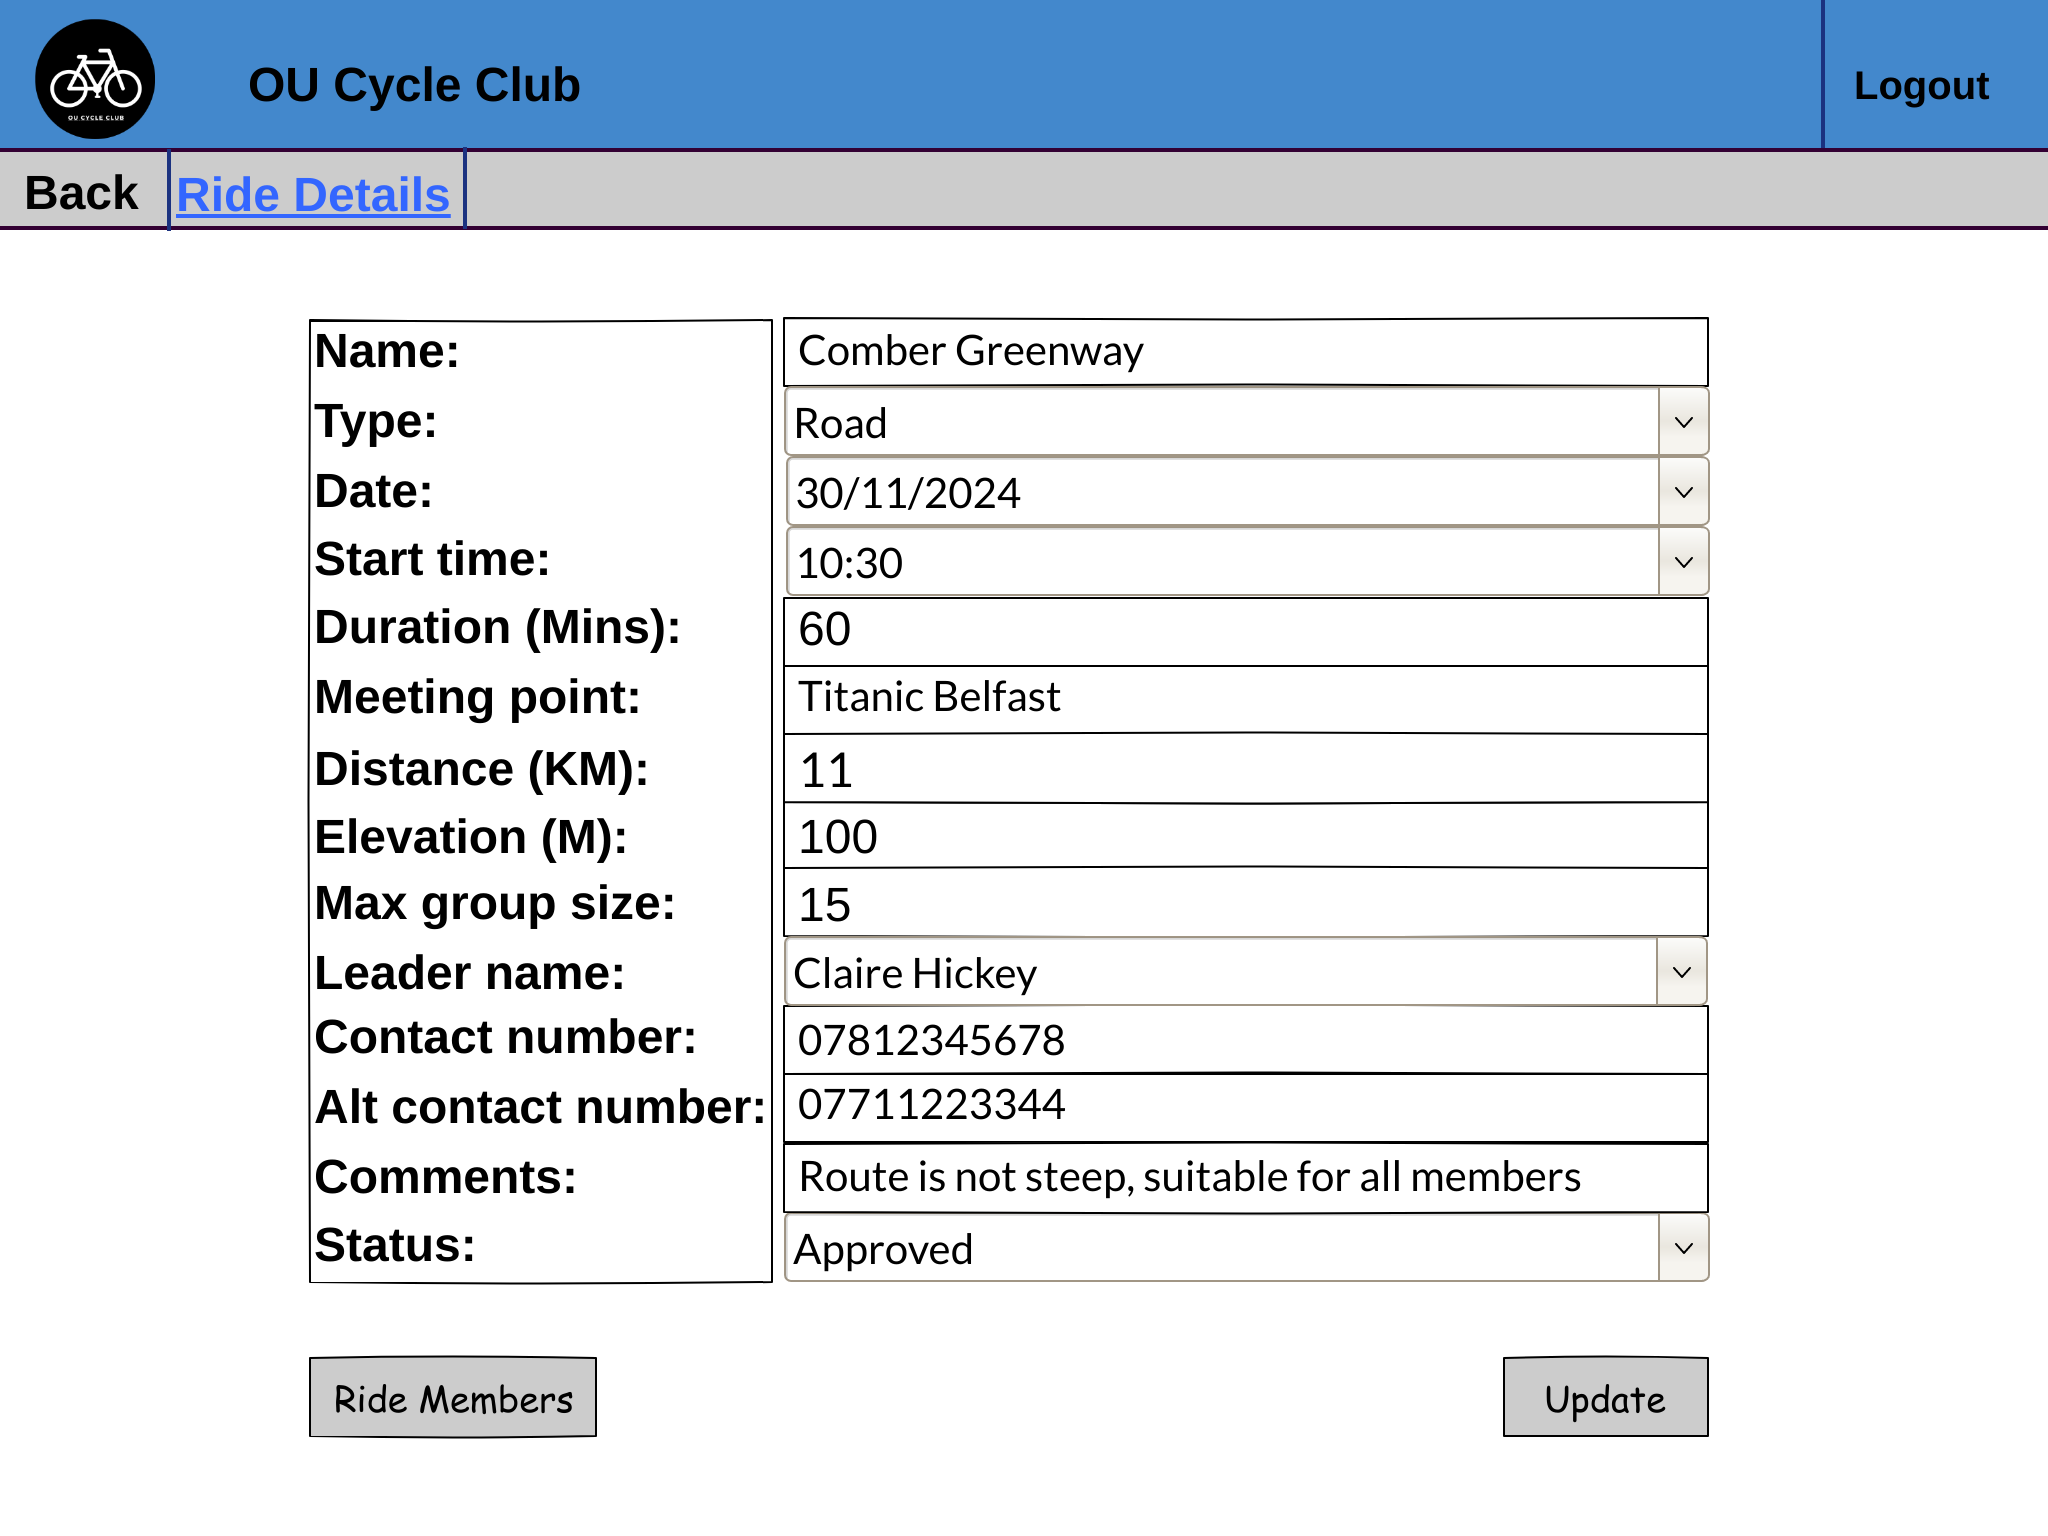 OU CYCLE CLUB
OU Cycle Club
Logout
Back
Ride Details
Name: Comber Greenway
Type: Road
Date: 30/11/2024
Start time: 10:30
Duration (Mins): 60
Meeting point: Titanic Belfast
Distance (KM): 11
Elevation (M): 100
Max group size: 15
Leader name: Claire Hickey
Contact number: 07812345678
Alt contact number: 07711223344
Comments: Route is not steep, suitable for all members
Status: Approved
Ride Members
Update